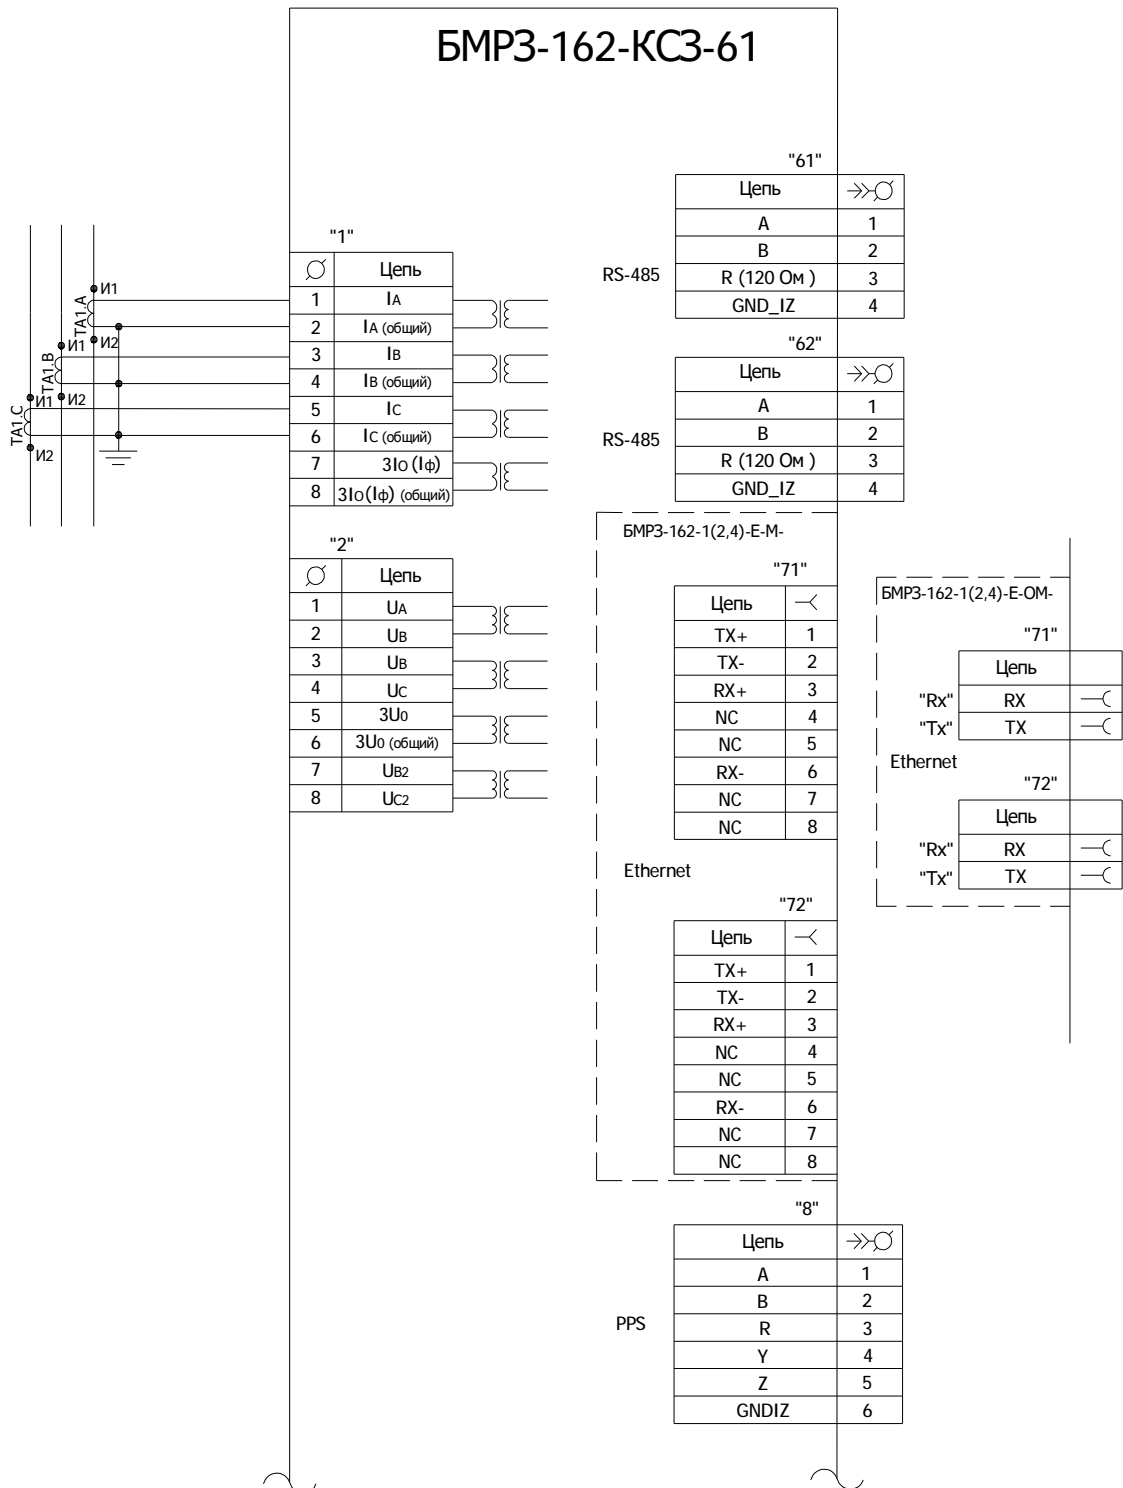 БМРЗ-162-КСЗ-61
"1"
Цепь
1 IA
2 IA (общий)
3 IB
4 IB (общий)
5 IC
6 IC (общий)
7 3IO (Iф)
8 3IO(Iф) (общий)
И1
TA1.A
И2
И1
TA1.B
И2
И1
TA1.C
И2
"2"
Цепь
1 UA
2 UB
3 UB
4 UC
5 3U0
6 3U0 (общий)
7 UB2
8 UC2
"61"
Цепь
A 1
B 2
R (120 Ом ) 3
GND_IZ 4
RS-485
"62"
Цепь
A 1
B 2
R (120 Ом ) 3
GND_IZ 4
RS-485
БМРЗ-162-1(2,4)-Е-М-
"71"
Цепь
TX+ 1
TX- 2
RX+ 3
NC 4
NC 5
RX- 6
NC 7
NC 8
Ethernet
"72"
Цепь
TX+ 1
TX- 2
RX+ 3
NC 4
NC 5
RX- 6
NC 7
NC 8
БМРЗ-162-1(2,4)-Е-ОМ-
"71"
Цепь
"Rx" RX
"Tx" TX
Ethernet
"72"
Цепь
"Rx" RX
"Tx" TX
"8"
Цепь
A 1
B 2
R 3
Y 4
Z 5
GNDIZ 6
PPS